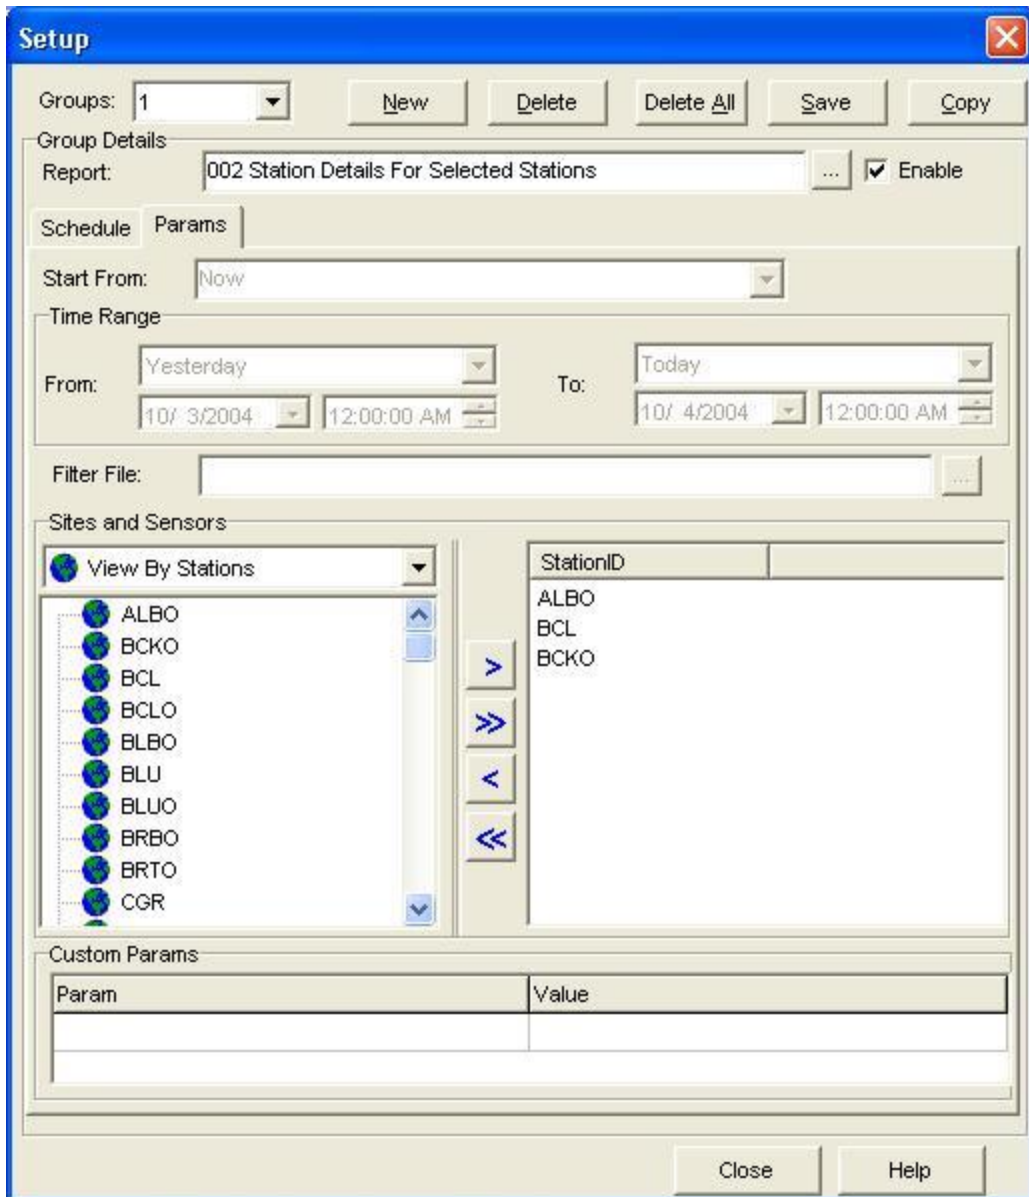 Setup
Groups: 1 New Delete Delete All Save Copy
Group Details
Report: 002 Station Details For Selected Stations ... Enable
Schedule Params
Start From: Now
Time Range
From: Yesterday To: Today
10/ 3/2004 12:00:00 AM 10/ 4/2004 12:00:00 AM
Filter File: ...
Sites and Sensors
View By Stations
ALBO
BCKO
BCL
BCLO
BLBO
BLU
BLUO
BRBO
BRTO
CGR
>
>>
<
<<
StationID
ALBO
BCL
BCKO
Custom Params
Param Value
Close Help